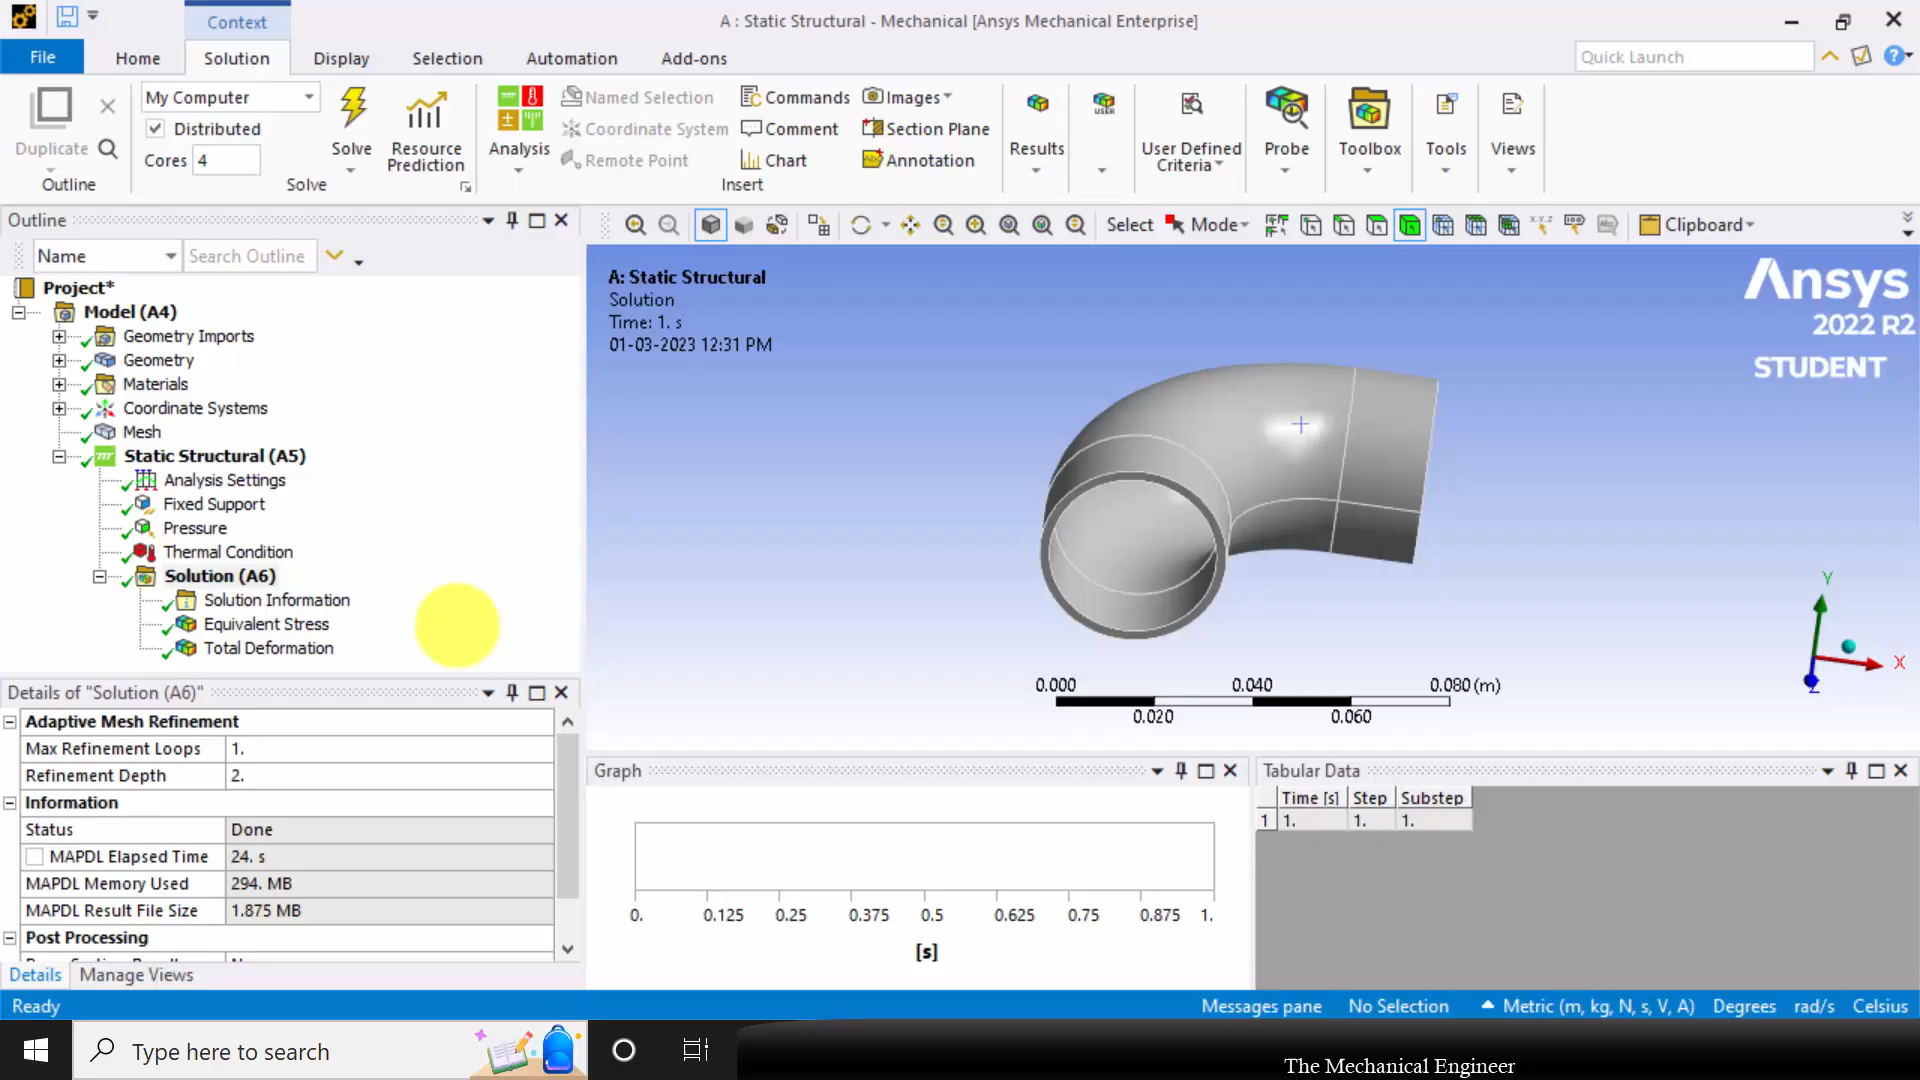 Context
A : Static Structural - Mechanical [Ansys Mechanical Enterprise]
File
Home
Solution
Display
Selection
Automation
Add-ons
Quick Launch
Duplicate
Outline
My Computer
Distributed
Cores 4
Solve
Resource
Prediction
Solve
Analysis
Named Selection
Coordinate System
Remote Point
Commands
Comment
Chart
Images
Section Plane
Annotation
Insert
Results
USER
User Defined
Criteria
Probe
Toolbox
Tools
Views
Outline
Name
Search Outline
Select
Mode
Clipboard
Project*
Model (A4)
Geometry Imports
Geometry
Materials
Coordinate Systems
Mesh
Static Structural (A5)
Analysis Settings
Fixed Support
Pressure
Thermal Condition
Solution (A6)
Solution Information
Equivalent Stress
Total Deformation
A: Static Structural
Solution
Time: 1. s
01-03-2023 12:31 PM
Ansys
2022 R2
STUDENT
Y
X
Z
0.000
0.040
0.080 (m)
0.020
0.060
Details of "Solution (A6)"
Adaptive Mesh Refinement
Max Refinement Loops 1.
Refinement Depth 2.
Information
Status Done
MAPDL Elapsed Time 24. s
MAPDL Memory Used 294. MB
MAPDL Result File Size 1.875 MB
Post Processing
Details
Manage Views
Graph
0. 0.125 0.25 0.375 0.5 0.625 0.75 0.875 1.
[s]
Tabular Data
Time [s] Step Substep
1 1. 1. 1.
Ready
Messages pane
No Selection
Metric (m, kg, N, s, V, A)
Degrees
rad/s
Celsius
Type here to search
The Mechanical Engineer